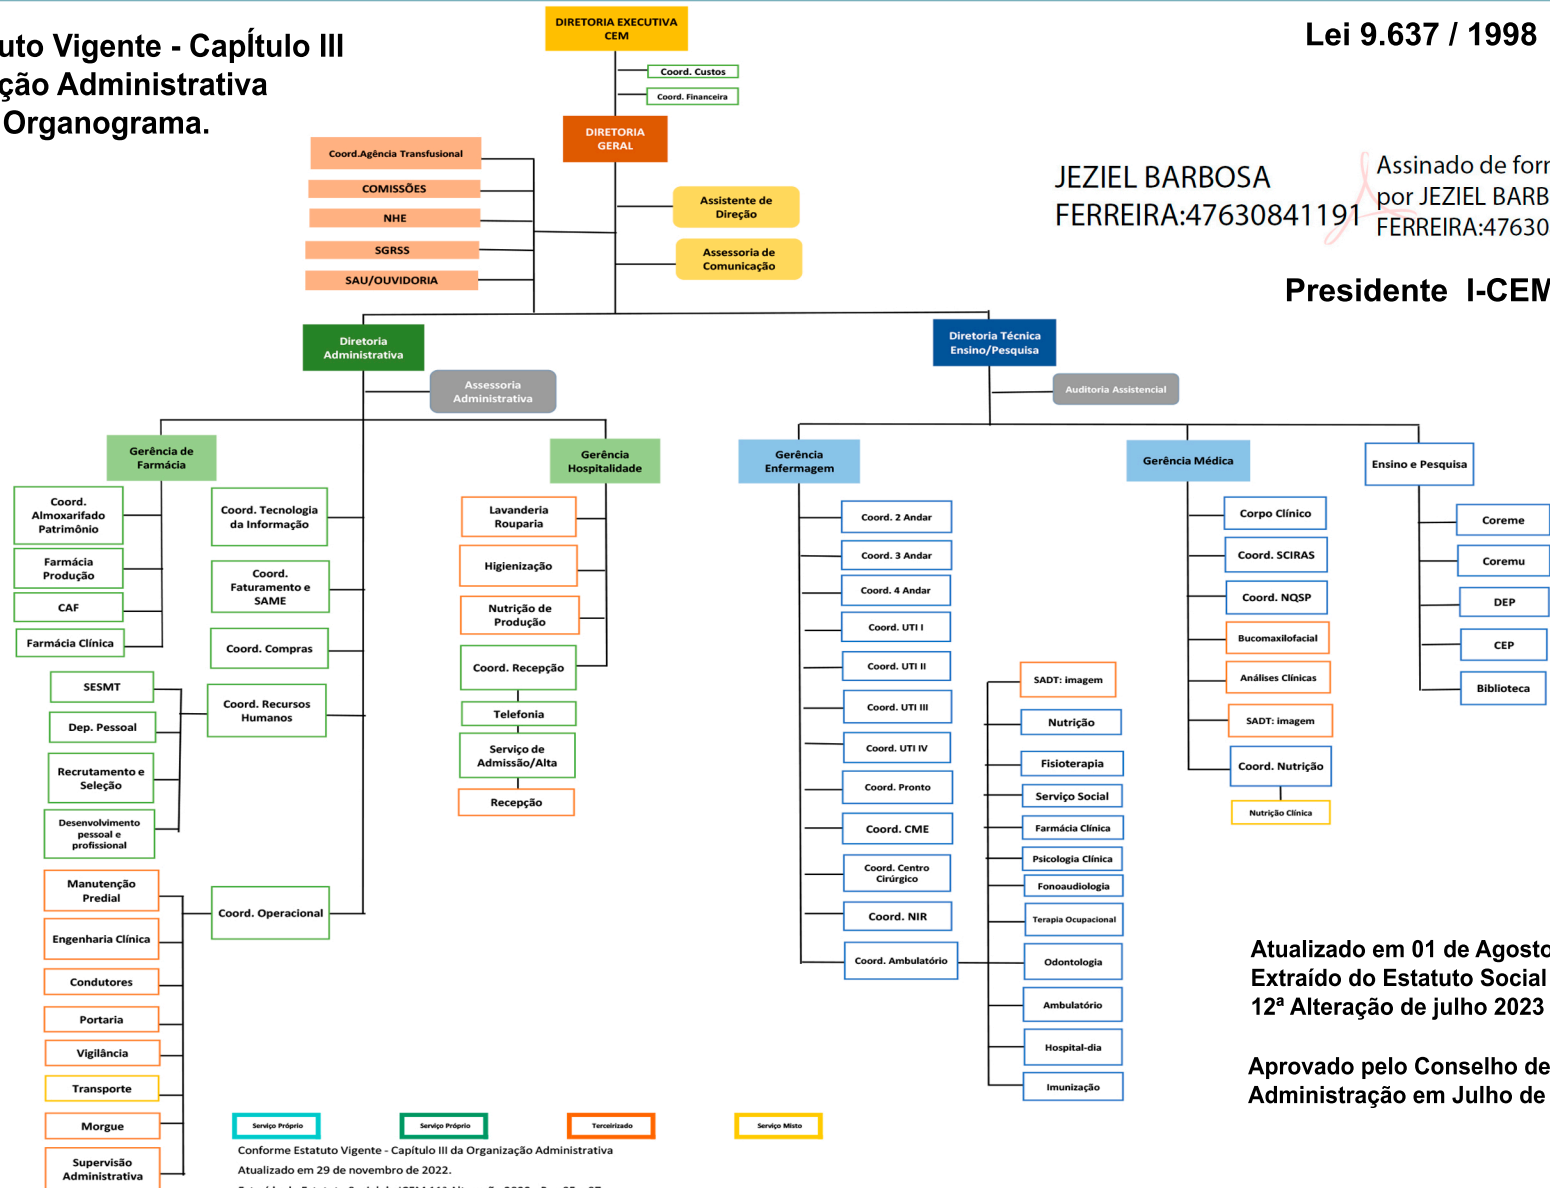 uto Vigente - CapÍtulo III
ção Administrativa
Organograma.
DIRETORIA EXECUTIVA
CEM
Lei 9.637 / 1998
Coord. Custos
Coord. Financeira
DIRETORIA
GERAL
Coord.Agência Transfusional
COMISSÕES
NHE
SGRSS
SAU/OUVIDORIA
Assistente de
Direção
Assessoria de
Comunicação
JEZIEL BARBOSA
FERREIRA:47630841191
Assinado de for
por JEZIEL BARB
FERREIRA:47630
Presidente I-CEM
Diretoria
Administrativa
Diretoria Técnica
Ensino/Pesquisa
Assessoria
Administrativa
Auditoria Assistencial
Gerência de
Farmácia
Gerência
Hospitalidade
Gerência
Enfermagem
Gerência Médica
Ensino e Pesquisa
Coord.
Almoxarifado
Patrimônio
Farmácia
Produção
CAF
Farmácia Clínica
Coord. Tecnologia
da Informação
Coord.
Faturamento e
SAME
Coord. Compras
Coord. Recursos
Humanos
SESMT
Dep. Pessoal
Recrutamento e
Seleção
Desenvolvimento
pessoal e
profissional
Coord. Operacional
Manutenção
Predial
Engenharia Clínica
Condutores
Portaria
Vigilância
Transporte
Morgue
Supervisão
Administrativa
Lavanderia
Rouparia
Higienização
Nutrição de
Produção
Coord. Recepção
Telefonia
Serviço de
Admissão/Alta
Recepção
Coord. 2 Andar
Coord. 3 Andar
Coord. 4 Andar
Coord. UTI I
Coord. UTI II
Coord. UTI III
Coord. UTI IV
Coord. Pronto
Coord. CME
Coord. Centro
Cirúrgico
Coord. NIR
Coord. Ambulatório
SADT: imagem
Nutrição
Fisioterapia
Serviço Social
Farmácia Clínica
Psicologia Clínica
Fonoaudiologia
Terapia Ocupacional
Odontologia
Ambulatório
Hospital-dia
Imunização
Corpo Clínico
Coord. SCIRAS
Coord. NQSP
Bucomaxilofacial
Análises Clínicas
SADT: imagem
Coord. Nutrição
Nutrição Clínica
Coreme
Coremu
DEP
CEP
Biblioteca
Atualizado em 01 de Agosto
Extraído do Estatuto Social
12ª Alteração de julho 2023
Aprovado pelo Conselho de
Administração em Julho de
Serviço Próprio
Serviço Próprio
Terceirizado
Serviço Misto
Conforme Estatuto Vigente - Capítulo III da Organização Administrativa
Atualizado em 29 de novembro de 2022.